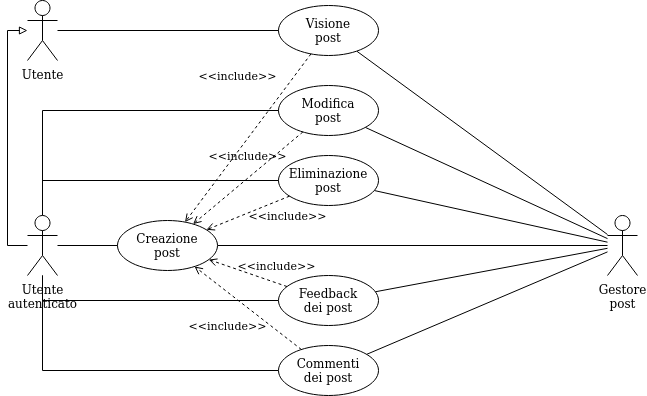 Visione
post
Utente
<<include>>
Modifica
post
<<include>>
Eliminazione
post
<<include>>
Creazione
post
<<include>>
Utente
autenticato
Feedback
dei post
Gestore
post
<<include>>
Commenti
dei post